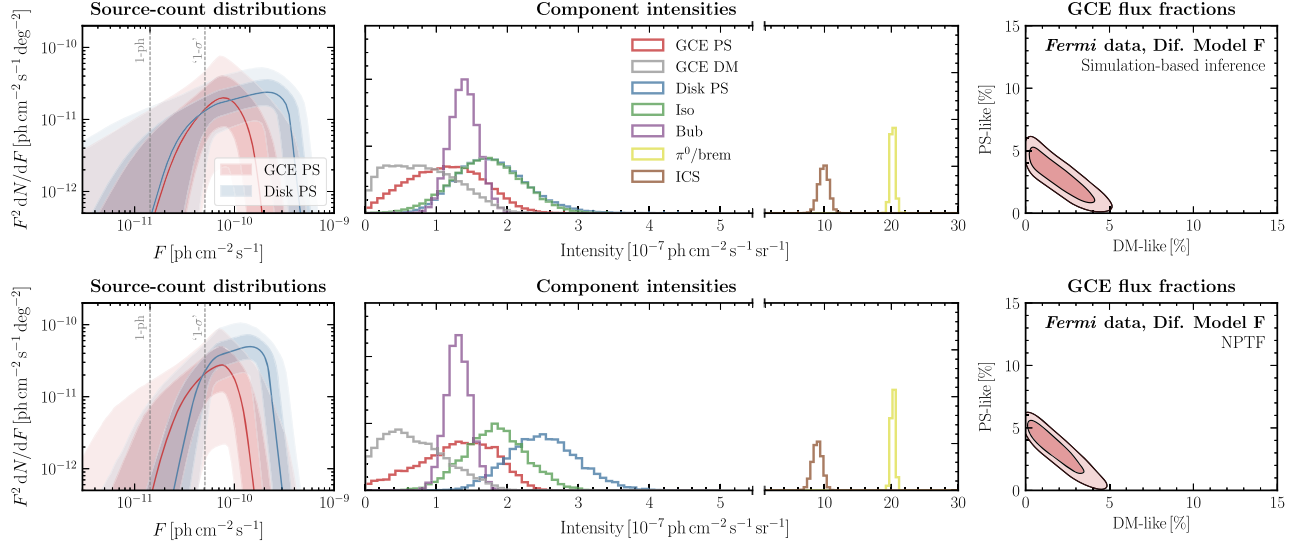 Source-count distributions
F² dN/dF [ph cm⁻² s⁻¹ deg⁻²]
10⁻¹⁰
10⁻¹¹
10⁻¹²
1-ph
'1-σ'
GCE PS
Disk PS
10⁻¹¹ 10⁻¹⁰ 10⁻⁹
F [ph cm⁻² s⁻¹]
Component intensities
GCE PS
GCE DM
Disk PS
Iso
Bub
π⁰/brem
ICS
0 1 2 3 4 5 10 20 30
Intensity [10⁻⁷ ph cm⁻² s⁻¹ sr⁻¹]
GCE flux fractions
Fermi data, Dif. Model F
Simulation-based inference
PS-like [%]
15
10
5
0
0 5 10 15
DM-like [%]
Source-count distributions
F² dN/dF [ph cm⁻² s⁻¹ deg⁻²]
10⁻¹⁰
10⁻¹¹
10⁻¹²
1-ph
'1-σ'
10⁻¹¹ 10⁻¹⁰ 10⁻⁹
F [ph cm⁻² s⁻¹]
Component intensities
0 1 2 3 4 5 10 20 30
Intensity [10⁻⁷ ph cm⁻² s⁻¹ sr⁻¹]
GCE flux fractions
Fermi data, Dif. Model F
NPTF
PS-like [%]
15
10
5
0
0 5 10 15
DM-like [%]